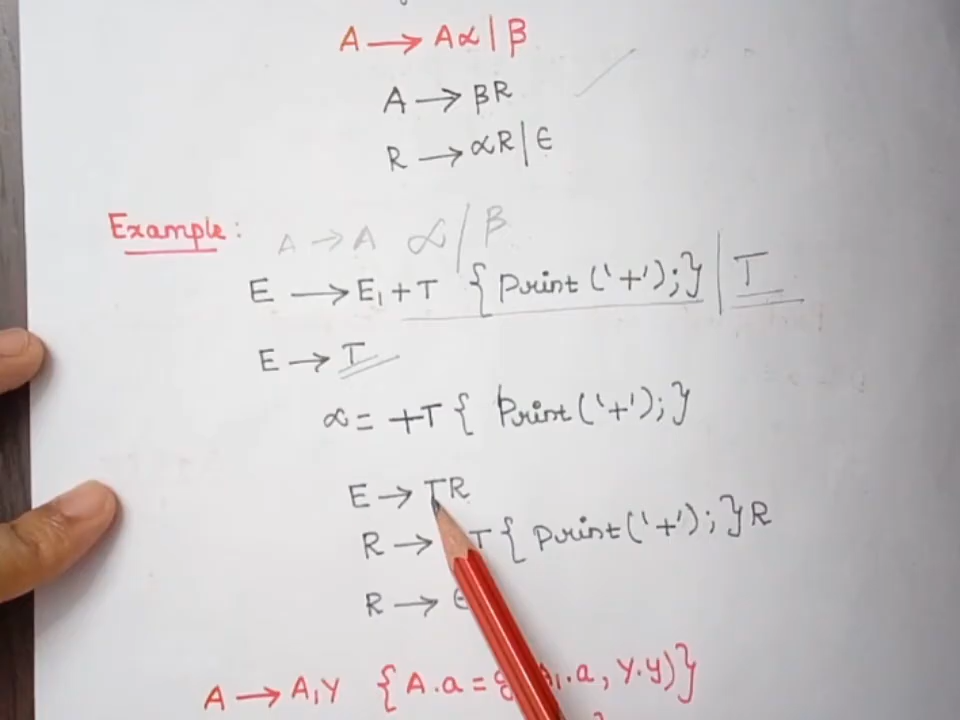 A → Aα | β
A → βR
R → αR | ϵ
Example:
A → A α / β
E → E₁ + T { Print ('+'); } | T
E → T
α = +T { Print ('+'); }
E → TR
R → T { Print ('+'); } R
R → ϵ
A → A₁Y { A.a = .a, Y.y) }